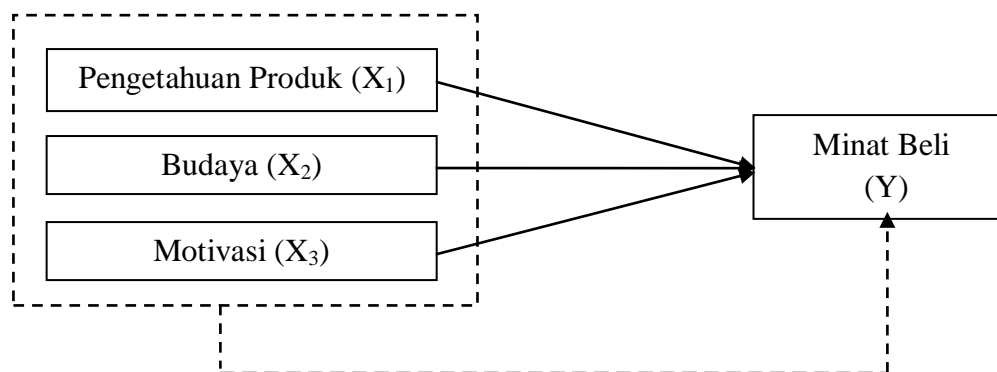 Pengetahuan Produk (X₁)
Budaya (X₂)
Motivasi (X₃)
Minat Beli
(Y)